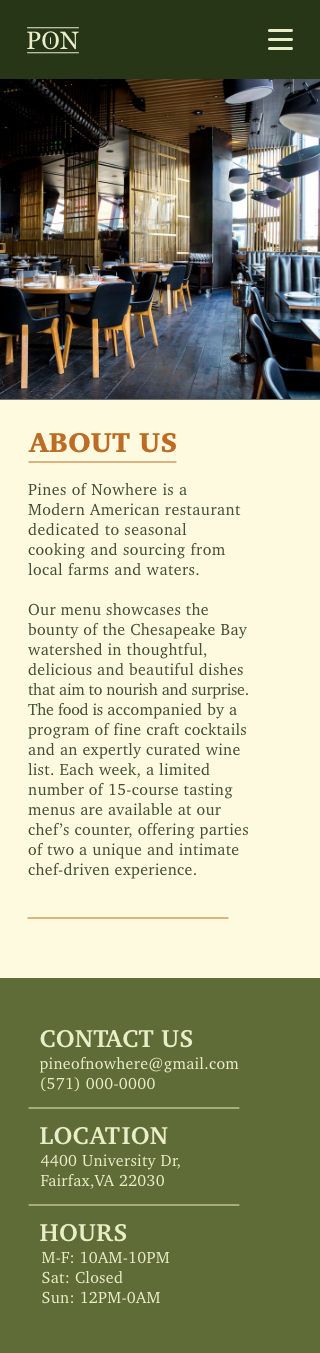 PON
ABOUT US
Pines of Nowhere is a
Modern American restaurant
dedicated to seasonal
cooking and sourcing from
local farms and waters.
Our menu showcases the
bounty of the Chesapeake Bay
watershed in thoughtful,
delicious and beautiful dishes
that aim to nourish and surprise.
The food is accompanied by a
program of fine craft cocktails
and an expertly curated wine
list. Each week, a limited
number of 15-course tasting
menus are available at our
chef’s counter, offering parties
of two a unique and intimate
chef-driven experience.
CONTACT US
pineofnowhere@gmail.com
(571) 000-0000
LOCATION
4400 University Dr,
Fairfax,VA 22030
HOURS
M-F: 10AM-10PM
Sat: Closed
Sun: 12PM-0AM